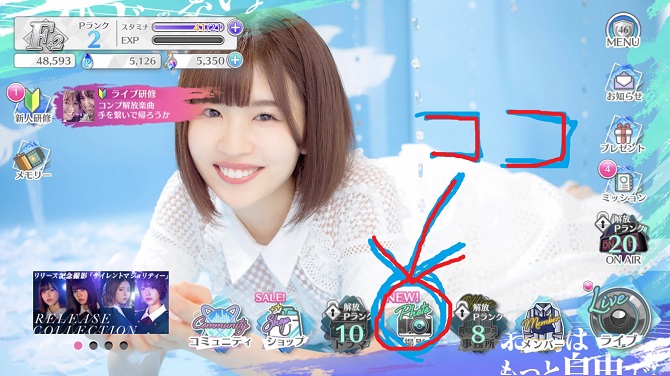 Pランク
スタミナ
2
EXP
48,593
5,126
5,350
46
MENU
1
新人研修
ライブ研修
コンプ解放楽曲
手を繋いで帰ろうか
メモリー
お知らせ
プレゼント
4
ミッション
ココ
解放
Pランク
20
ON AIR
リリース記念撮影「サイレントマジョリティー」
RELEASE
COLLECTION
Community
コミュニティ
SALE!
Shop
ショップ
解放
Pランク
10
ドラマ
NEW!
Photo
撮影
解放
Pランク
8
Member
メンバー
Live
ライブ
もっと自由